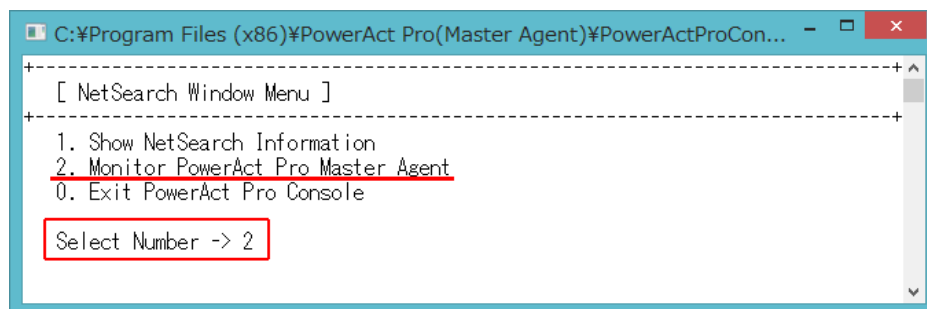 C:¥Program Files (x86)¥PowerAct Pro(Master Agent)¥PowerActProCon...
[ NetSearch Window Menu ]
1. Show NetSearch Information
2. Monitor PowerAct Pro Master Agent
0. Exit PowerAct Pro Console
Select Number -> 2